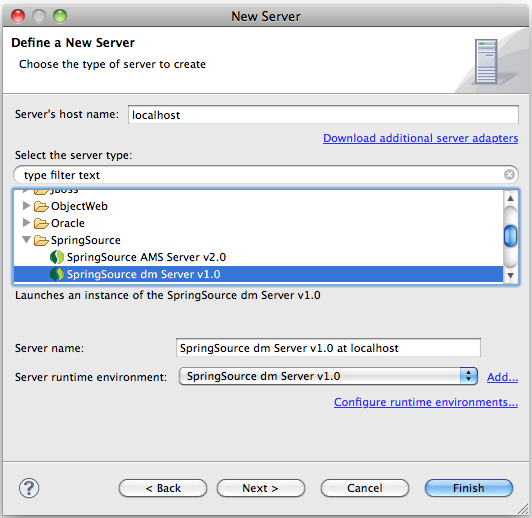 New Server
Define a New Server
Choose the type of server to create
Server's host name: localhost
Download additional server adapters
Select the server type:
type filter text
JBoss
ObjectWeb
Oracle
SpringSource
SpringSource AMS Server v2.0
SpringSource dm Server v1.0
Launches an instance of the SpringSource dm Server v1.0
Server name: SpringSource dm Server v1.0 at localhost
Server runtime environment: SpringSource dm Server v1.0 Add...
Configure runtime environments...
? < Back Next > Cancel Finish